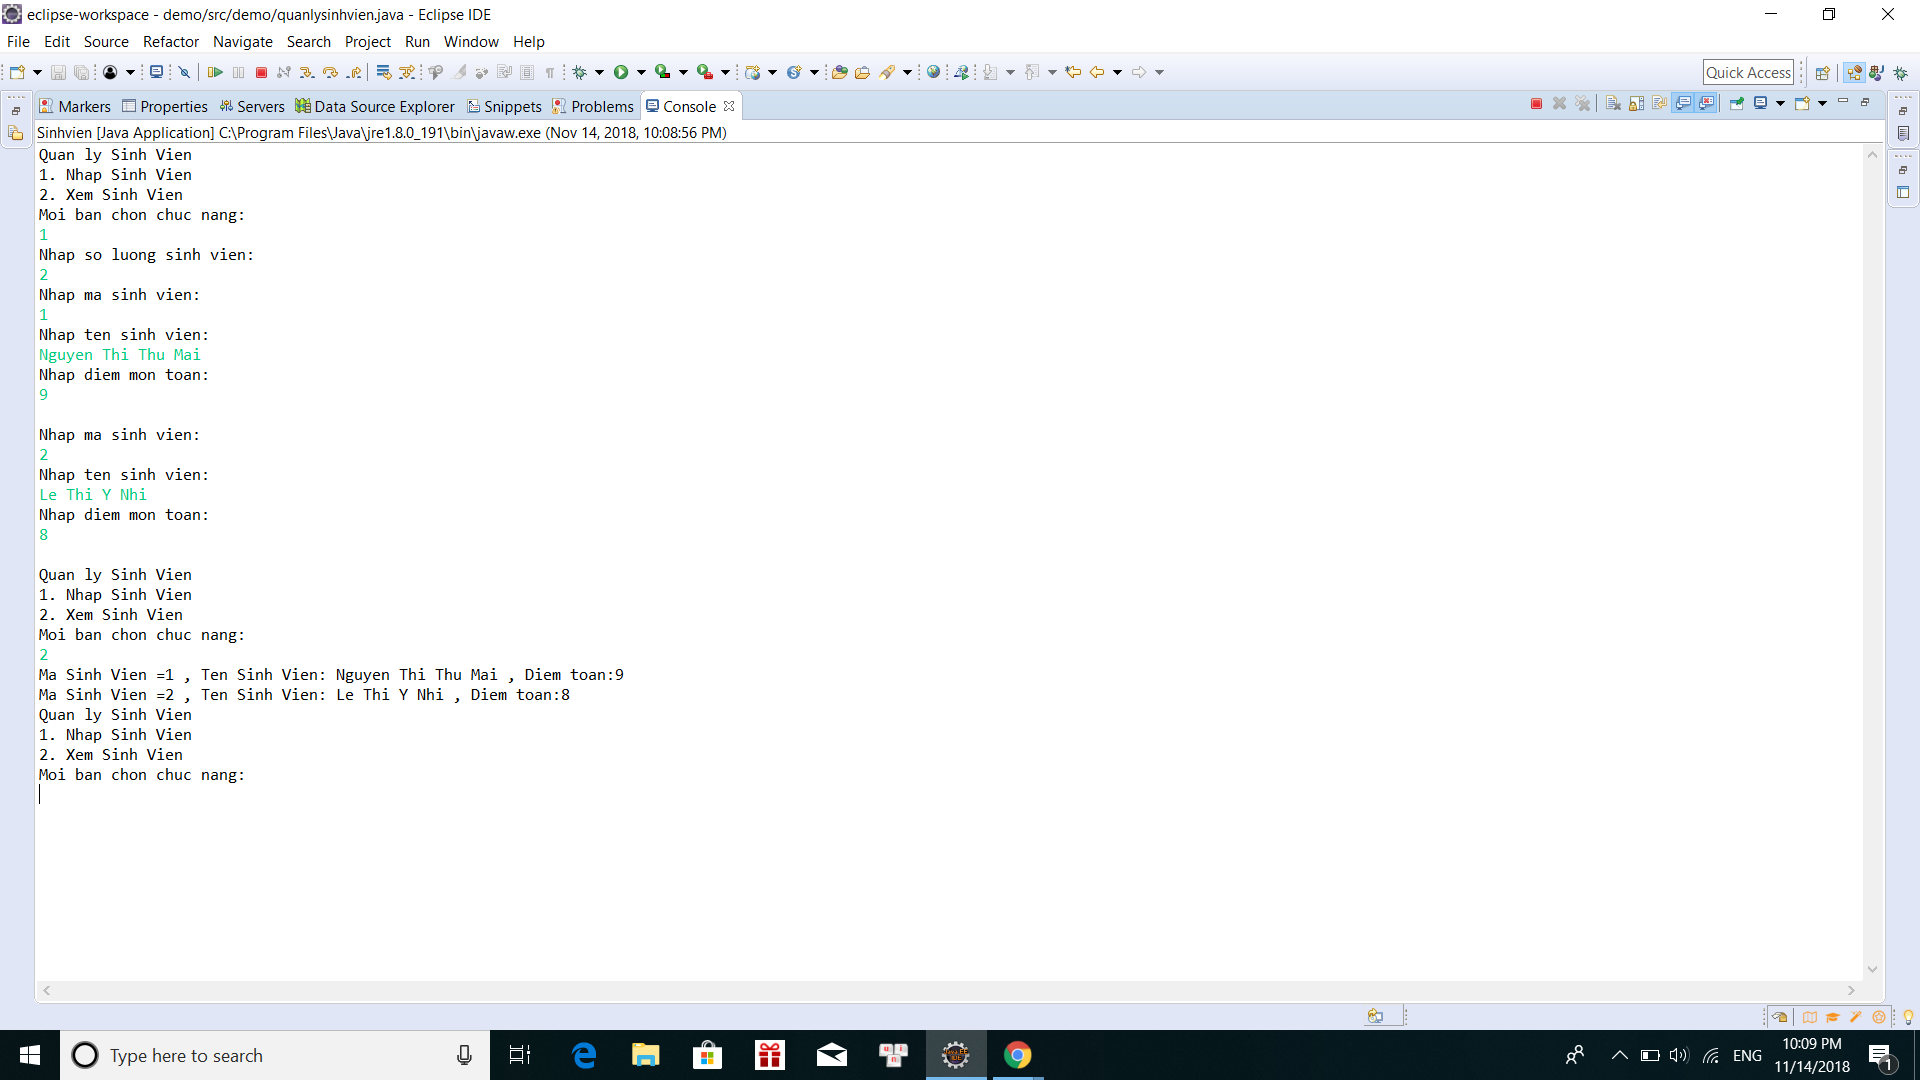 eclipse-workspace - demo/src/demo/quanlysinhvien.java - Eclipse IDE
File Edit Source Refactor Navigate Search Project Run Window Help
Quick Access
Markers Properties Servers Data Source Explorer Snippets Problems Console
Sinhvien [Java Application] C:\Program Files\Java\jre1.8.0_191\bin\javaw.exe (Nov 14, 2018, 10:08:56 PM)
Quan ly Sinh Vien
1. Nhap Sinh Vien
2. Xem Sinh Vien
Moi ban chon chuc nang:
1
Nhap so luong sinh vien:
2
Nhap ma sinh vien:
1
Nhap ten sinh vien:
Nguyen Thi Thu Mai
Nhap diem mon toan:
9
Nhap ma sinh vien:
2
Nhap ten sinh vien:
Le Thi Y Nhi
Nhap diem mon toan:
8
Quan ly Sinh Vien
1. Nhap Sinh Vien
2. Xem Sinh Vien
Moi ban chon chuc nang:
2
Ma Sinh Vien =1 , Ten Sinh Vien: Nguyen Thi Thu Mai , Diem toan:9
Ma Sinh Vien =2 , Ten Sinh Vien: Le Thi Y Nhi , Diem toan:8
Quan ly Sinh Vien
1. Nhap Sinh Vien
2. Xem Sinh Vien
Moi ban chon chuc nang:
Type here to search
ENG
10:09 PM
11/14/2018
1